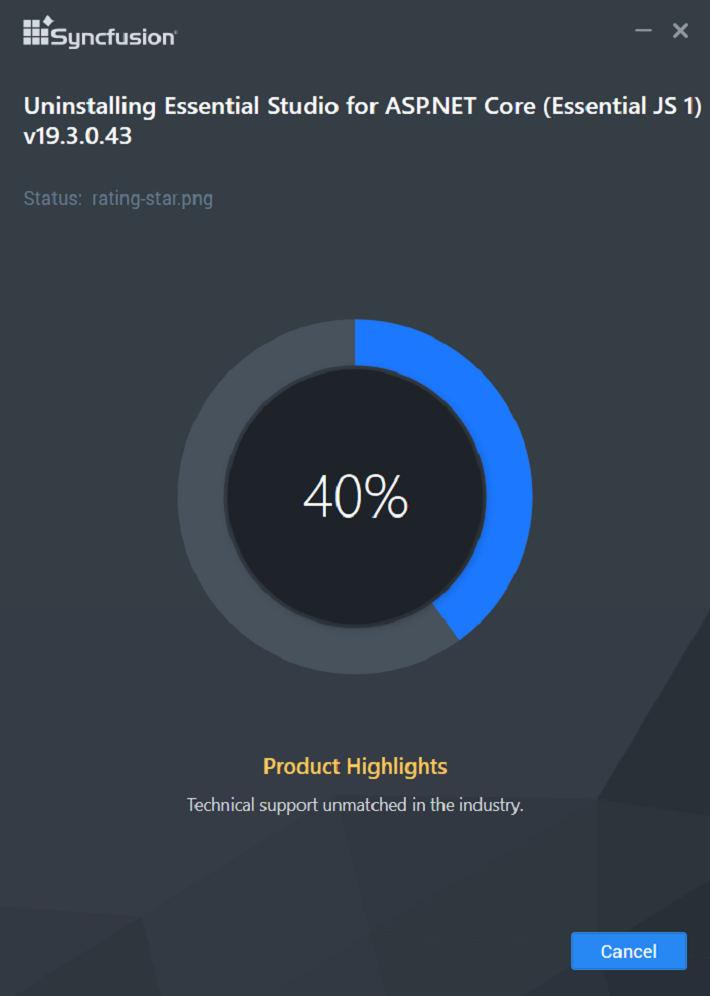 Syncfusion
Uninstalling Essential Studio for ASP.NET Core (Essential JS 1)
v19.3.0.43
Status: rating-star.png
40%
Product Highlights
Technical support unmatched in the industry.
Cancel